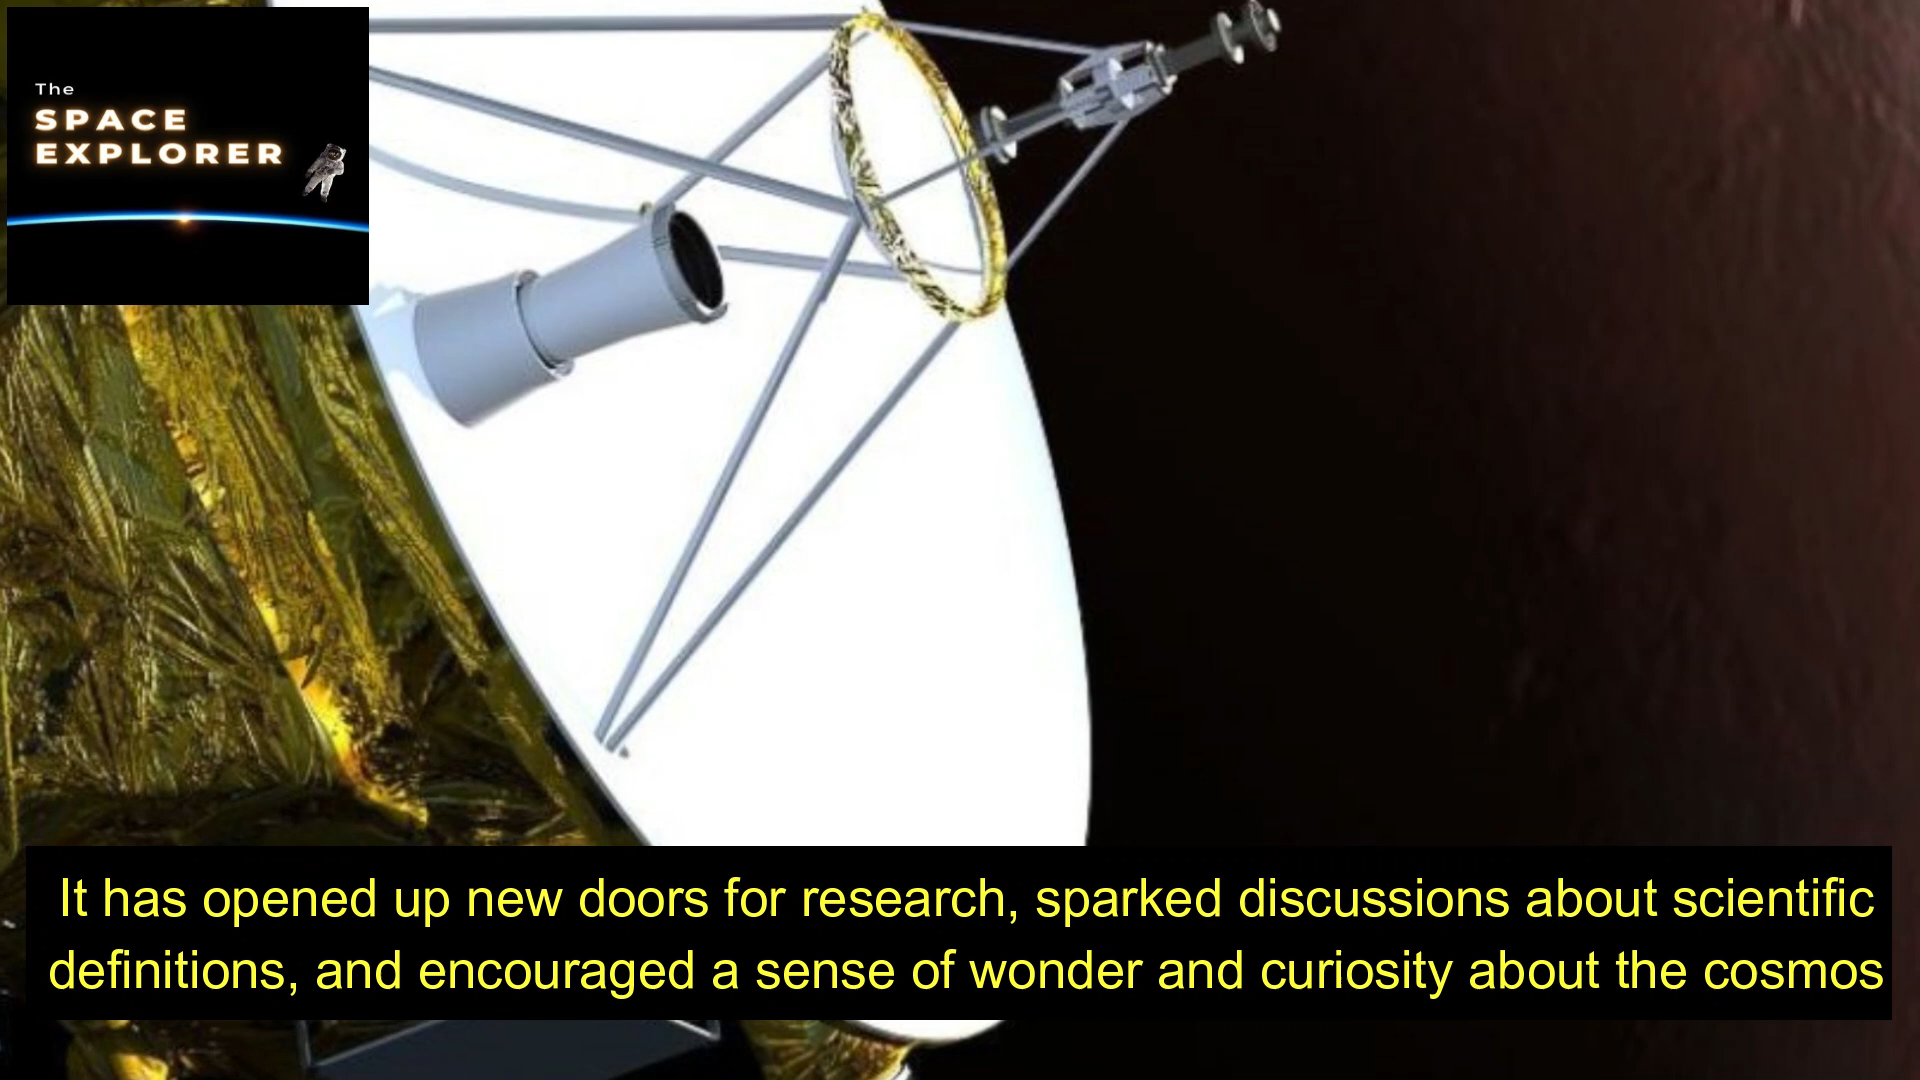 The
SPACE
EXPLORER
It has opened up new doors for research, sparked discussions about scientific
definitions, and encouraged a sense of wonder and curiosity about the cosmos